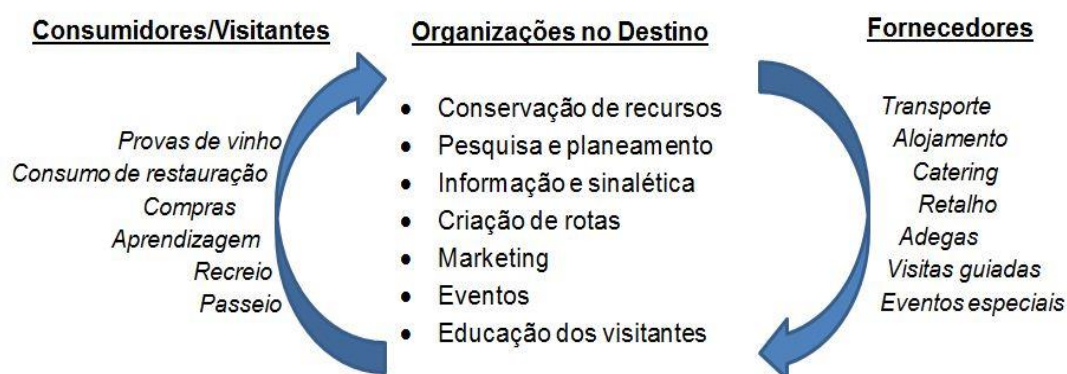 Consumidores/Visitantes
Provas de vinho
Consumo de restauração
Compras
Aprendizagem
Recreio
Passeio
Organizações no Destino
• Conservação de recursos
• Pesquisa e planeamento
• Informação e sinalética
• Criação de rotas
• Marketing
• Eventos
• Educação dos visitantes
Fornecedores
Transporte
Alojamento
Catering
Retalho
Adegas
Visitas guiadas
Eventos especiais